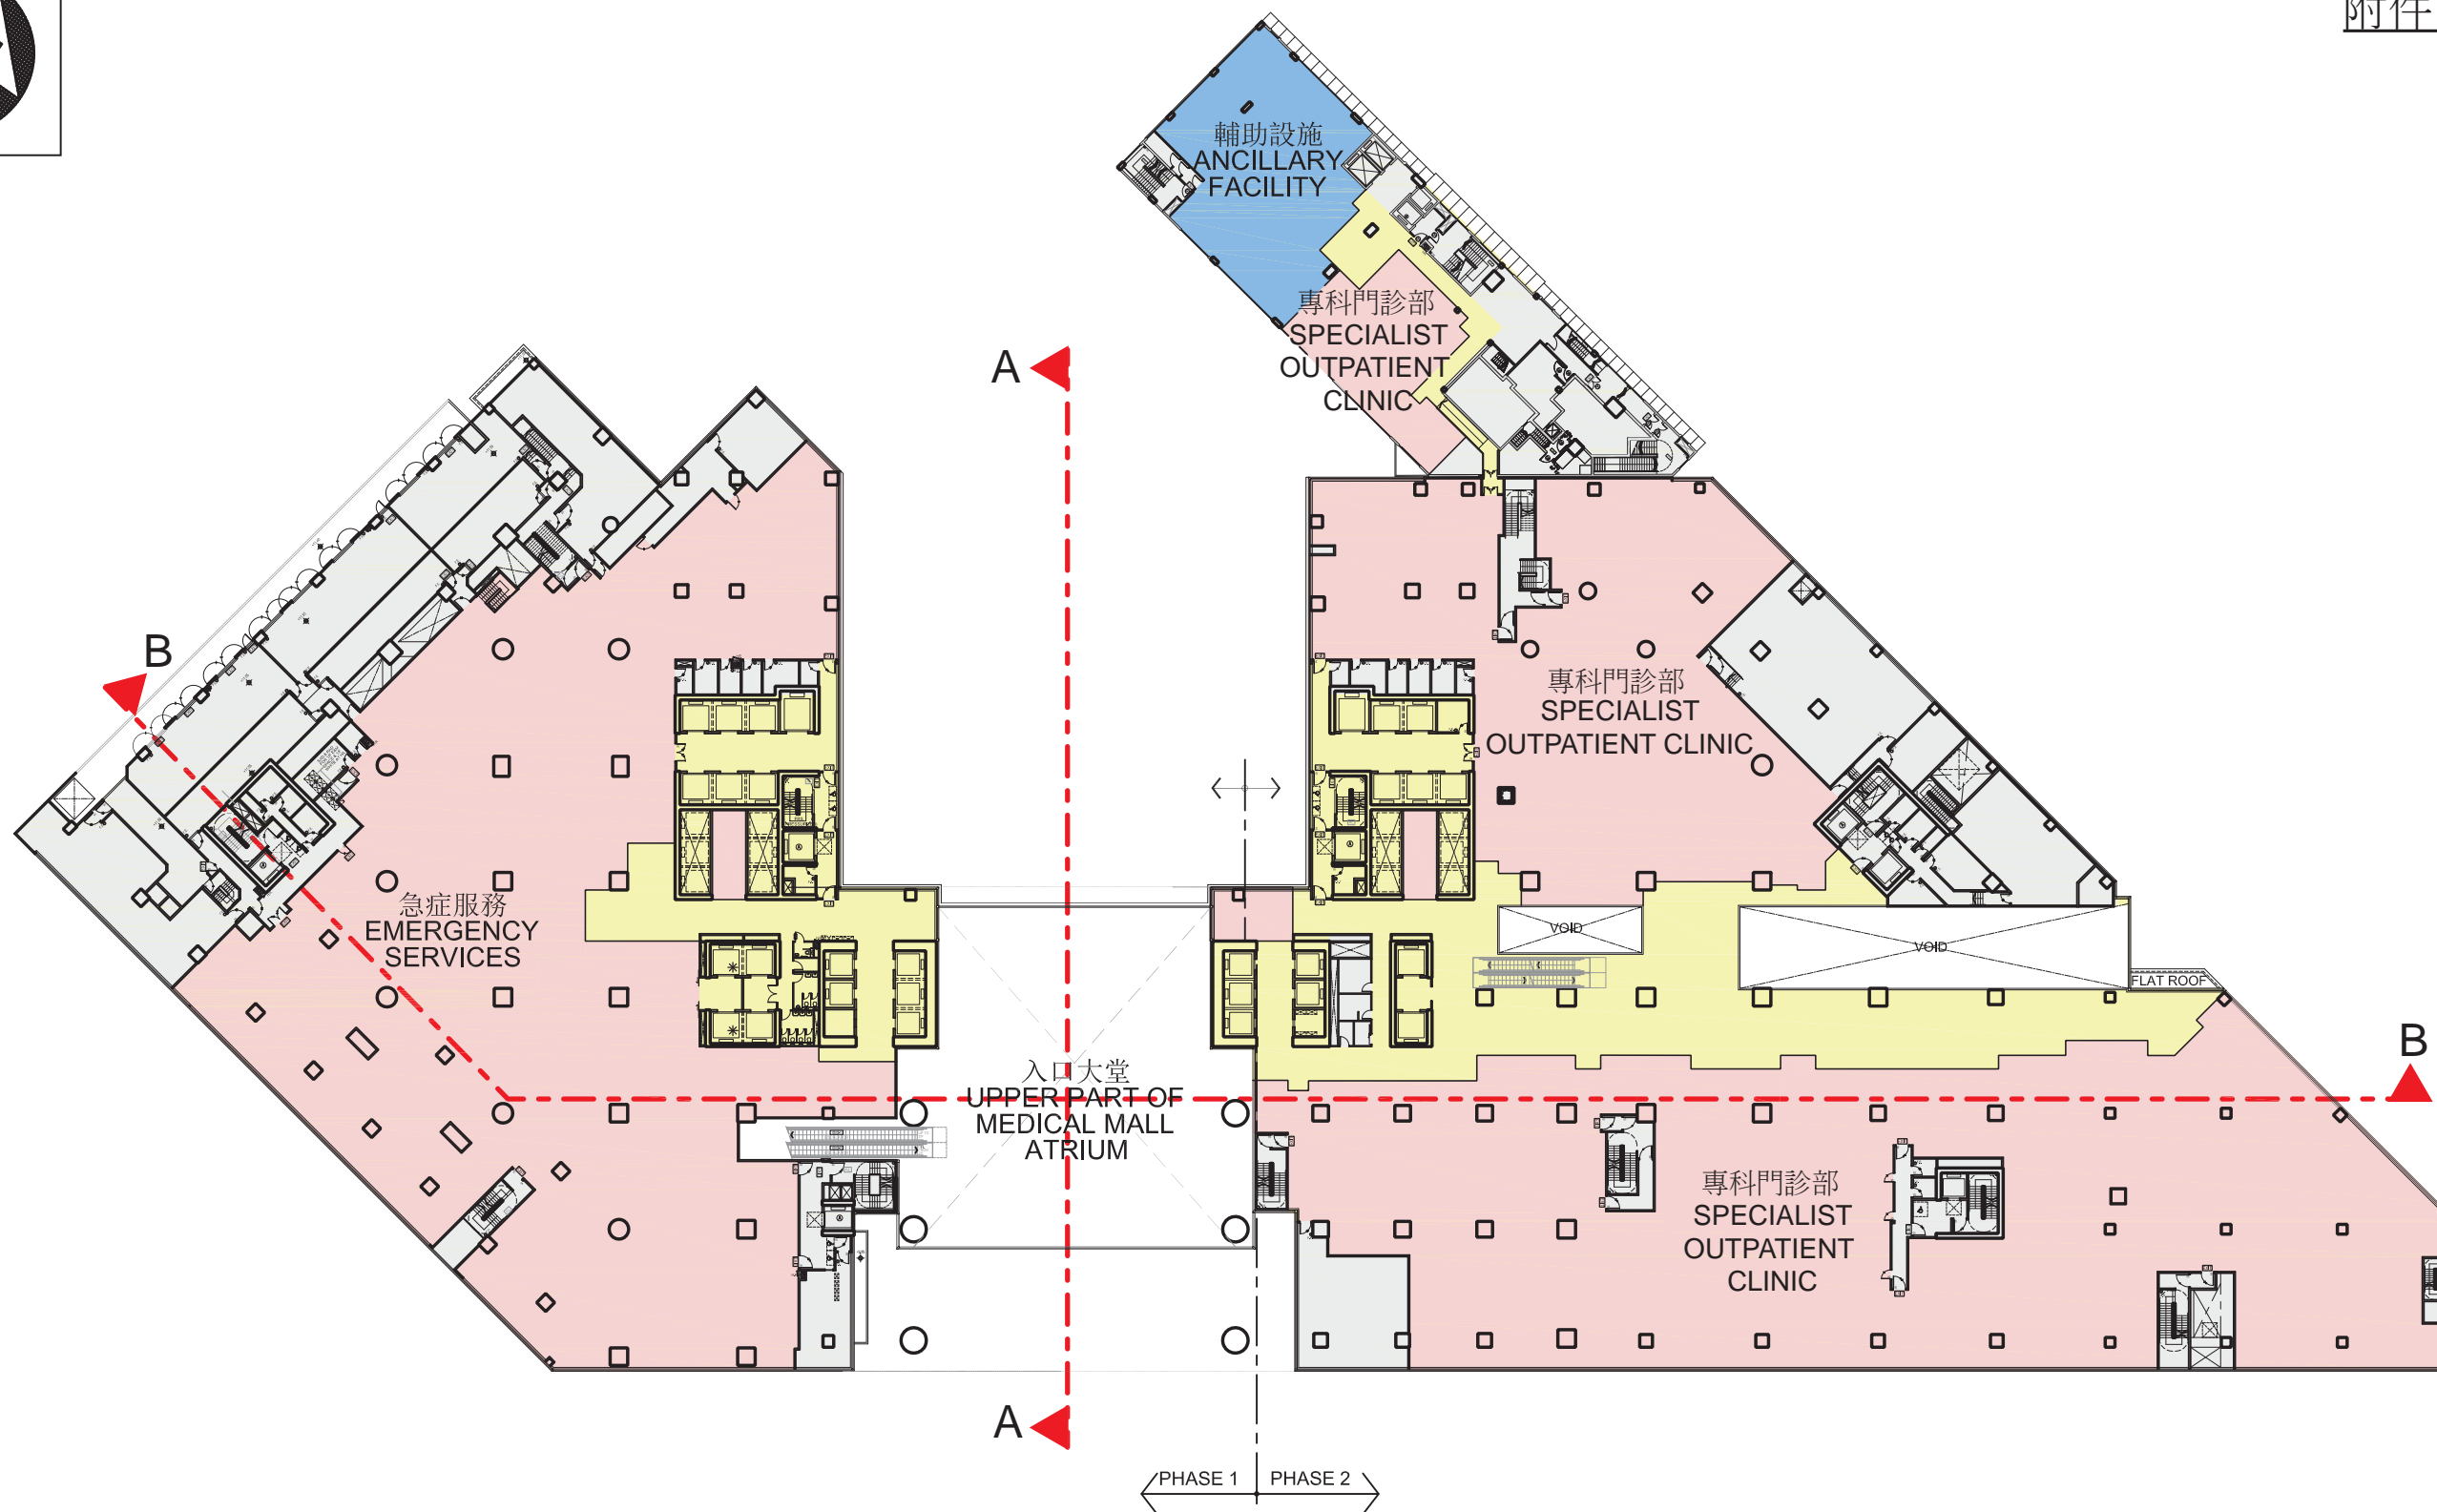 附件
輔助設施
ANCILLARY
FACILITY
專科門診部
SPECIALIST
OUTPATIENT
CLINIC
A
B
專科門診部
SPECIALIST
OUTPATIENT CLINIC
急症服務
EMERGENCY
SERVICES
VOID
VOID
FLAT ROOF
入口大堂
UPPER PART OF
MEDICAL MALL
ATRIUM
B
專科門診部
SPECIALIST
OUTPATIENT
CLINIC
A
PHASE 1
PHASE 2